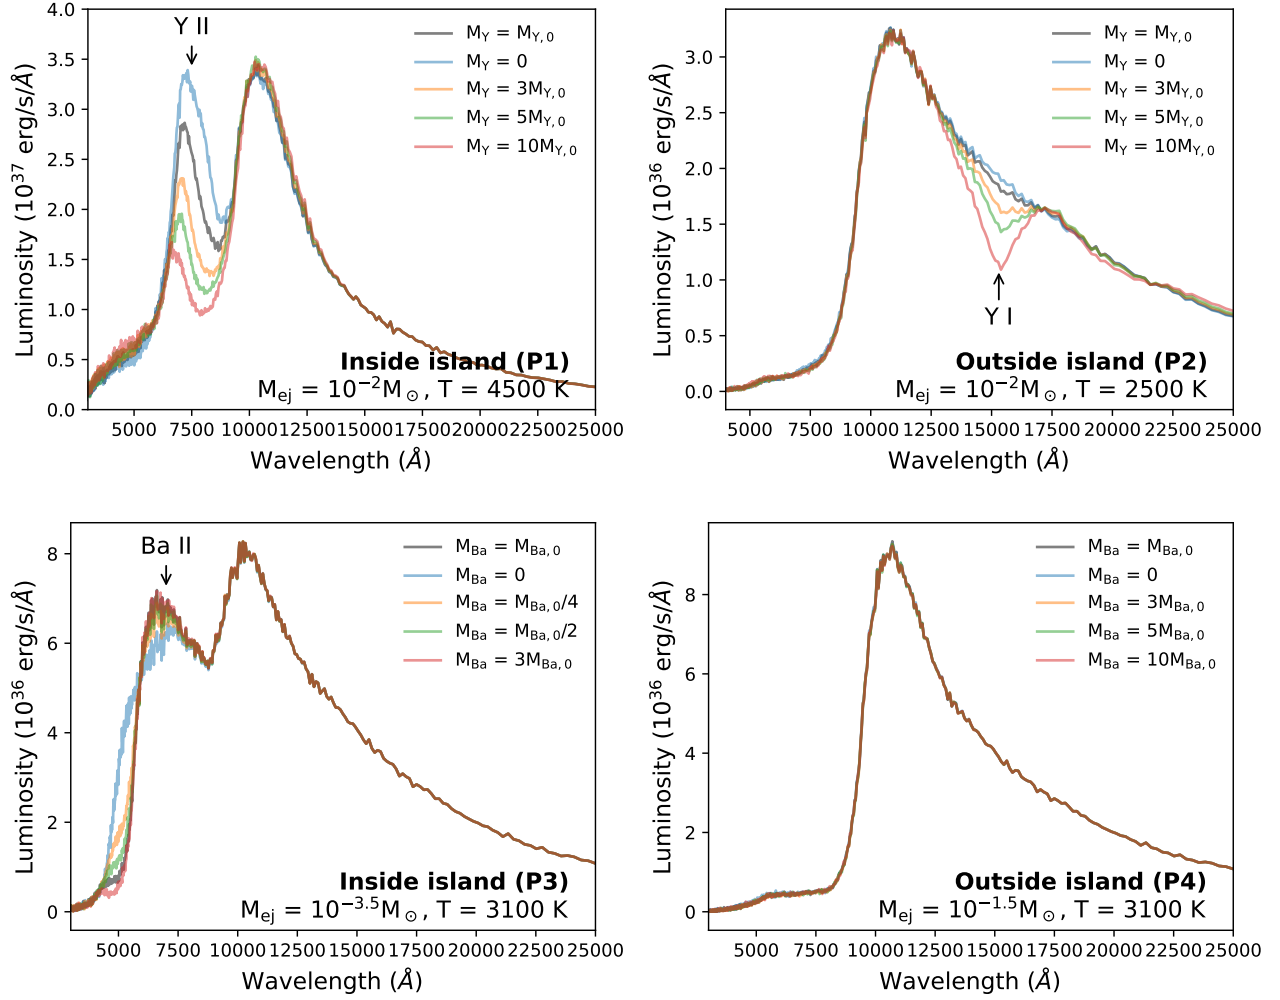 Y II
M_Y = M_Y,0
M_Y = 0
M_Y = 3M_Y,0
M_Y = 5M_Y,0
M_Y = 10M_Y,0
4.0
3.5
3.0
2.5
2.0
1.5
1.0
0.5
0.0
Luminosity (10^37 erg/s/Å)
Inside island (P1)
M_ej = 10^-2 M_⊙, T = 4500 K
5000 7500 10000 12500 15000 17500 20000 22500 25000
Wavelength (Å)
M_Y = M_Y,0
M_Y = 0
M_Y = 3M_Y,0
M_Y = 5M_Y,0
M_Y = 10M_Y,0
3.0
2.5
2.0
1.5
1.0
0.5
0.0
Luminosity (10^36 erg/s/Å)
Y I
Outside island (P2)
M_ej = 10^-2 M_⊙, T = 2500 K
5000 7500 10000 12500 15000 17500 20000 22500 25000
Wavelength (Å)
Ba II
M_Ba = M_Ba,0
M_Ba = 0
M_Ba = M_Ba,0/4
M_Ba = M_Ba,0/2
M_Ba = 3M_Ba,0
8
6
4
2
0
Luminosity (10^36 erg/s/Å)
Inside island (P3)
M_ej = 10^-3.5 M_⊙, T = 3100 K
5000 7500 10000 12500 15000 17500 20000 22500 25000
Wavelength (Å)
M_Ba = M_Ba,0
M_Ba = 0
M_Ba = 3M_Ba,0
M_Ba = 5M_Ba,0
M_Ba = 10M_Ba,0
8
6
4
2
0
Luminosity (10^36 erg/s/Å)
Outside island (P4)
M_ej = 10^-1.5 M_⊙, T = 3100 K
5000 7500 10000 12500 15000 17500 20000 22500 25000
Wavelength (Å)